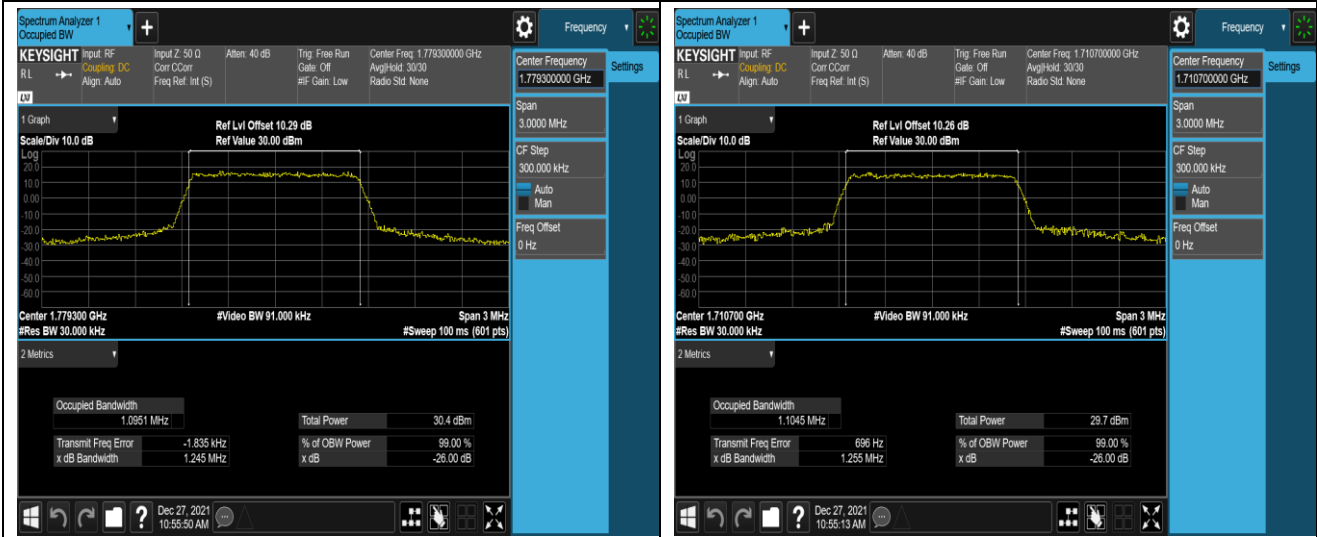 Spectrum Analyzer 1
Occupied BW
+
Frequency
KEYSIGHT Input: RF Input Z: 50 Ω Atten: 40 dB Trig: Free Run Center Freq: 1.779300000 GHz
RL Coupling: DC Corr CCorr Gate: Off Avg|Hold: 30/30
Align: Auto Freq Ref: Int (S) #IF Gain: Low Radio Std: None
LXI
Center Frequency
1.779300000 GHz
Settings
Span
3.0000 MHz
CF Step
300.000 kHz
Auto
Man
Freq Offset
0 Hz
1 Graph
Ref Lvl Offset 10.29 dB
Scale/Div 10.0 dB Ref Value 30.00 dBm
Log
20.0
10.0
0.00
-10.0
-20.0
-30.0
-40.0
-50.0
-60.0
Center 1.779300 GHz #Video BW 91.000 kHz Span 3 MHz
#Res BW 30.000 kHz #Sweep 100 ms (601 pts)
2 Metrics
Occupied Bandwidth
1.0951 MHz Total Power 30.4 dBm
Transmit Freq Error -1.835 kHz % of OBW Power 99.00 %
x dB Bandwidth 1.245 MHz x dB -26.00 dB
? Dec 27, 2021
10:55:50 AM
Spectrum Analyzer 1
Occupied BW
+
Frequency
KEYSIGHT Input: RF Input Z: 50 Ω Atten: 40 dB Trig: Free Run Center Freq: 1.710700000 GHz
RL Coupling: DC Corr CCorr Gate: Off Avg|Hold: 30/30
Align: Auto Freq Ref: Int (S) #IF Gain: Low Radio Std: None
LXI
Center Frequency
1.710700000 GHz
Settings
Span
3.0000 MHz
CF Step
300.000 kHz
Auto
Man
Freq Offset
0 Hz
1 Graph
Ref Lvl Offset 10.26 dB
Scale/Div 10.0 dB Ref Value 30.00 dBm
Log
20.0
10.0
0.00
-10.0
-20.0
-30.0
-40.0
-50.0
-60.0
Center 1.710700 GHz #Video BW 91.000 kHz Span 3 MHz
#Res BW 30.000 kHz #Sweep 100 ms (601 pts)
2 Metrics
Occupied Bandwidth
1.1045 MHz Total Power 29.7 dBm
Transmit Freq Error 696 Hz % of OBW Power 99.00 %
x dB Bandwidth 1.255 MHz x dB -26.00 dB
? Dec 27, 2021
10:55:13 AM